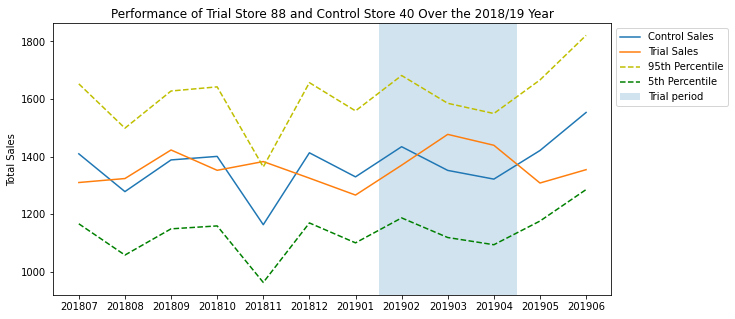 Performance of Trial Store 88 and Control Store 40 Over the 2018/19 Year
Total Sales
1800
1600
1400
1200
1000
201807 201808 201809 201810 201811 201812 201901 201902 201903 201904 201905 201906
Control Sales
Trial Sales
95th Percentile
5th Percentile
Trial period